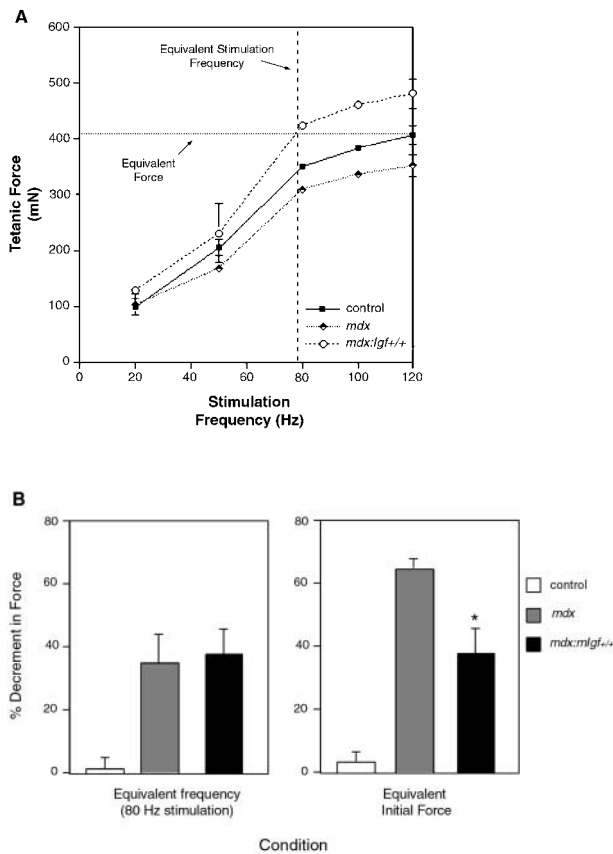 A
Equivalent Stimulation
Frequency
Equivalent
Force
Tetanic Force
(mN)
600
500
400
300
200
100
0
0 20 40 60 80 100 120
Stimulation
Frequency (Hz)
control
mdx
mdx:Igf+/+
B
% Decrement in Force
80
60
40
20
0
Equivalent frequency
(80 Hz stimulation)
80
60
40
20
0
*
Equivalent
Initial Force
control
mdx
mdx:mIgf+/+
Condition